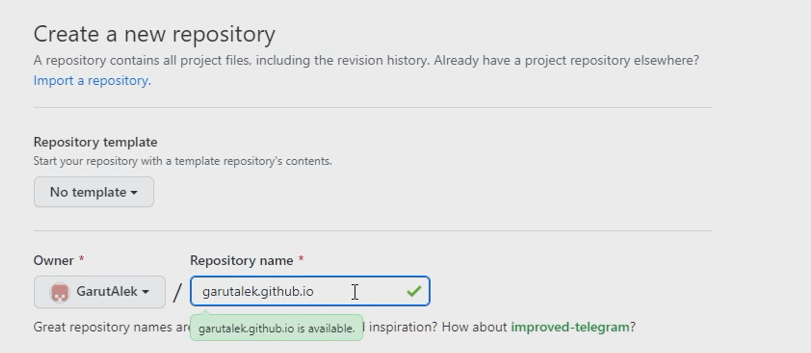 Create a new repository
A repository contains all project files, including the revision history. Already have a project repository elsewhere?
Import a repository.
Repository template
Start your repository with a template repository's contents.
No template
Owner * Repository name *
GarutAlek / garutalek.github.io
Great repository names are l inspiration? How about improved-telegram?
garutalek.github.io is available.